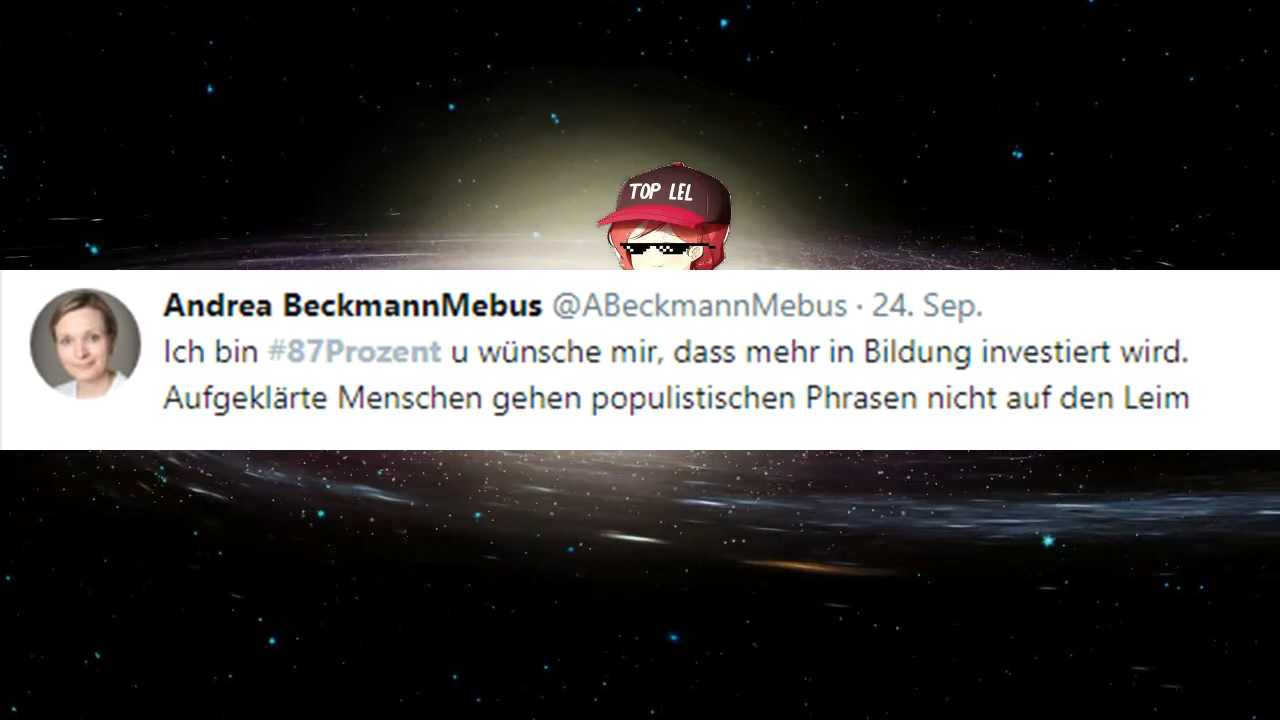 TOP LEL
Andrea BeckmannMebus @ABeckmannMebus · 24. Sep.
Ich bin #87Prozent u wünsche mir, dass mehr in Bildung investiert wird.
Aufgeklärte Menschen gehen populistischen Phrasen nicht auf den Leim